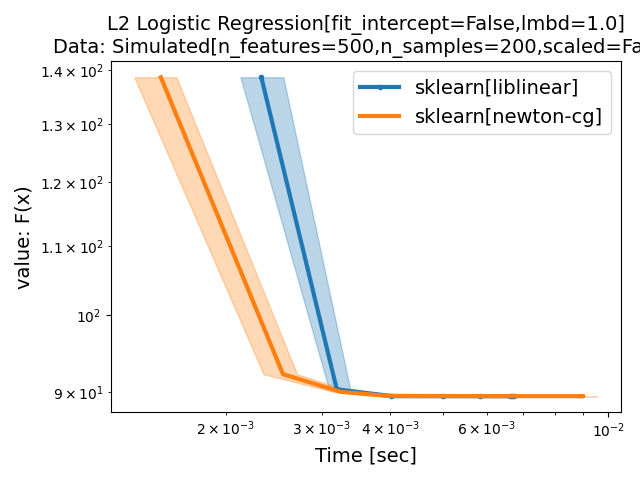 L2 Logistic Regression[fit_intercept=False,lmbd=1.0]
Data: Simulated[n_features=500,n_samples=200,scaled=Fa
1.4 × 10²
1.3 × 10²
1.2 × 10²
1.1 × 10²
10²
9 × 10¹
value: F(x)
sklearn[liblinear]
sklearn[newton-cg]
2 × 10⁻³
3 × 10⁻³
4 × 10⁻³
6 × 10⁻³
10⁻²
Time [sec]